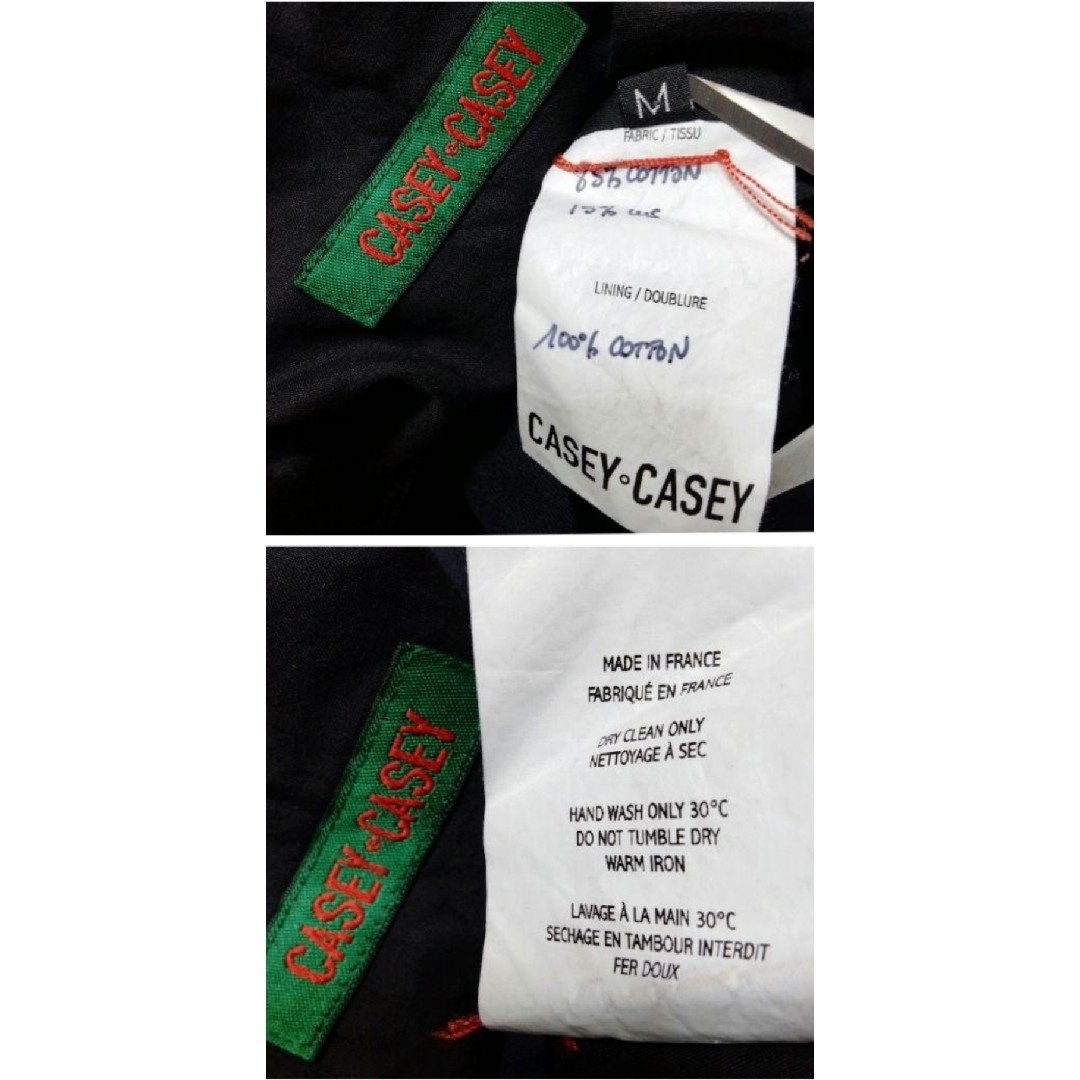 CASEY∘CASEY
M
FABRIC / TISSU
85% COTTON
15%
LINING / DOUBLURE
100% COTTON
CASEY∘CASEY
CASEY∘CASEY
MADE IN FRANCE
FABRIQUÉ EN FRANCE
DRY CLEAN ONLY
NETTOYAGE À SEC
HAND WASH ONLY 30°C
DO NOT TUMBLE DRY
WARM IRON
LAVAGE À LA MAIN 30°C
SECHAGE EN TAMBOUR INTERDIT
FER DOUX